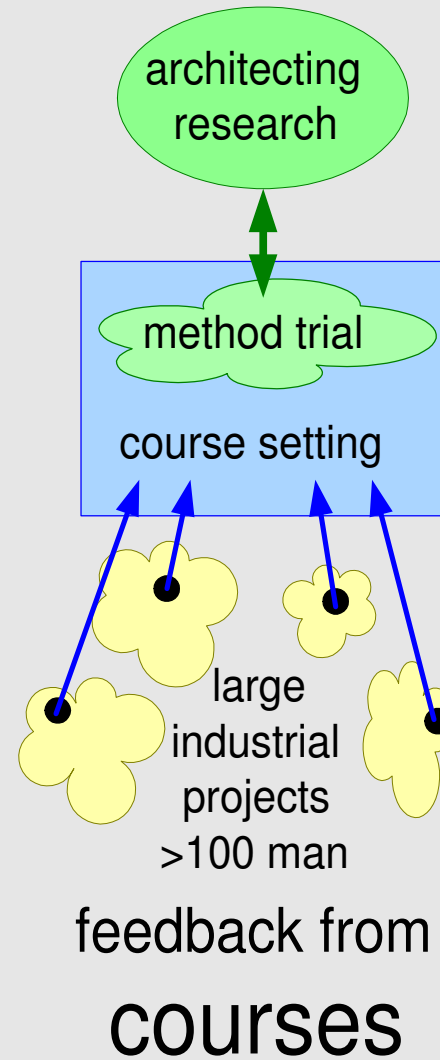 architecting
research
method trial
course setting
large
industrial
projects
>100 man
feedback from
courses